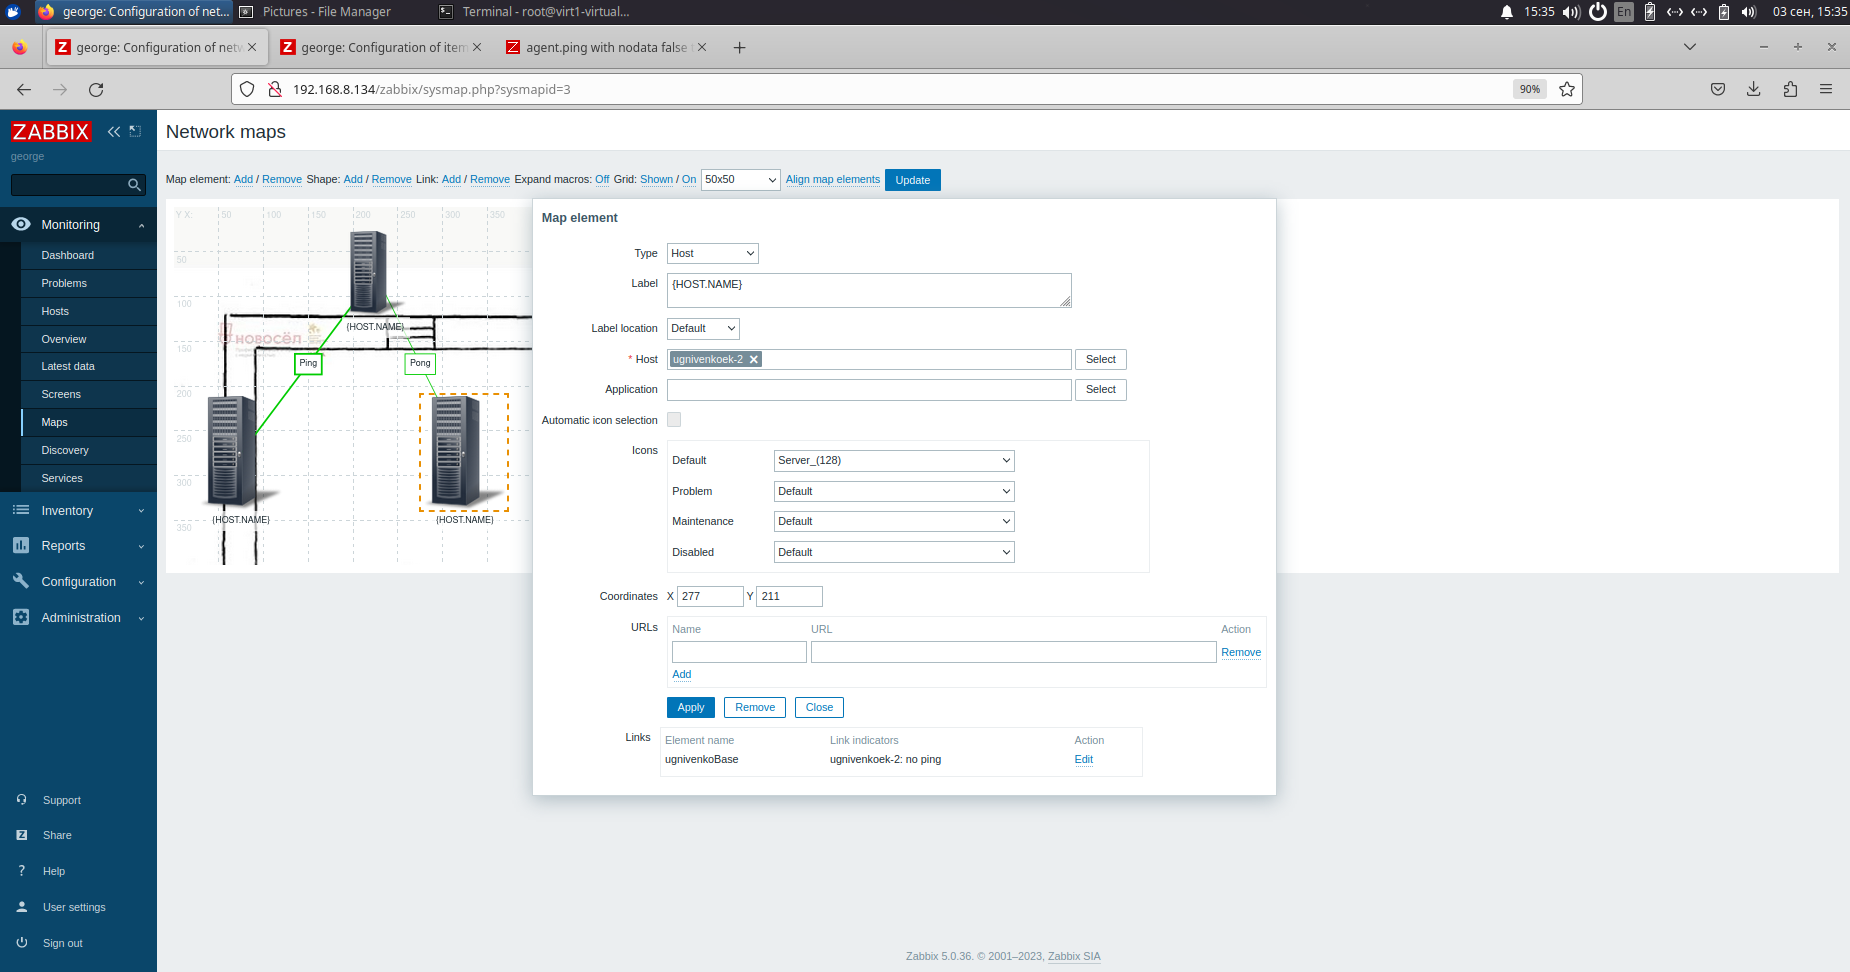 george: Configuration of net...
Pictures - File Manager
Terminal - root@virt1-virtual...
15:35
En
03 сен, 15:35
george: Configuration of netw
george: Configuration of item
agent.ping with nodata false
192.168.8.134/zabbix/sysmap.php?sysmapid=3
90%
ZABBIX
george
Network maps
Map element: Add / Remove Shape: Add / Remove Link: Add / Remove Expand macros: Off Grid: Shown / On 50x50 Align map elements Update
Monitoring
Dashboard
Problems
Hosts
Overview
Latest data
Screens
Maps
Discovery
Services
Inventory
Reports
Configuration
Administration
Support
Share
Help
User settings
Sign out
Y X: 50 100 150 200 250 300 350
50
100
150
200
250
300
350
{HOST.NAME}
НОВОСЁЛ
Ping
Pong
{HOST.NAME}
{HOST.NAME}
Map element
Type Host
Label {HOST.NAME}
Label location Default
* Host ugnivenkoek-2 Select
Application Select
Automatic icon selection
Icons
Default Server_(128)
Problem Default
Maintenance Default
Disabled Default
Coordinates X 277 Y 211
URLs Name URL Action
Remove
Add
Apply Remove Close
Links Element name Link indicators Action
ugnivenkoBase ugnivenkoek-2: no ping Edit
Zabbix 5.0.36. © 2001–2023, Zabbix SIA